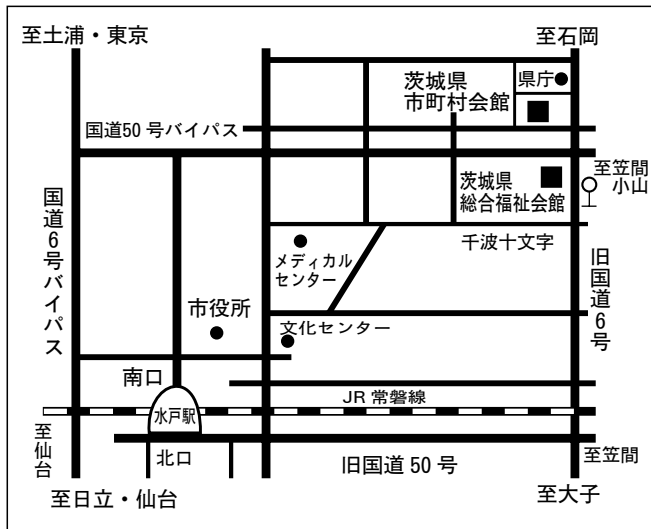 至土浦・東京
至石岡
茨城県
市町村会館
県庁
国道50号バイパス
至笠間
小山
茨城県
総合福祉会館
国道6号バイパス
千波十文字
メディカル
センター
旧国道6号
市役所
文化センター
南口
JR常磐線
水戸駅
至仙台
北口
旧国道50号
至笠間
至日立・仙台
至大子